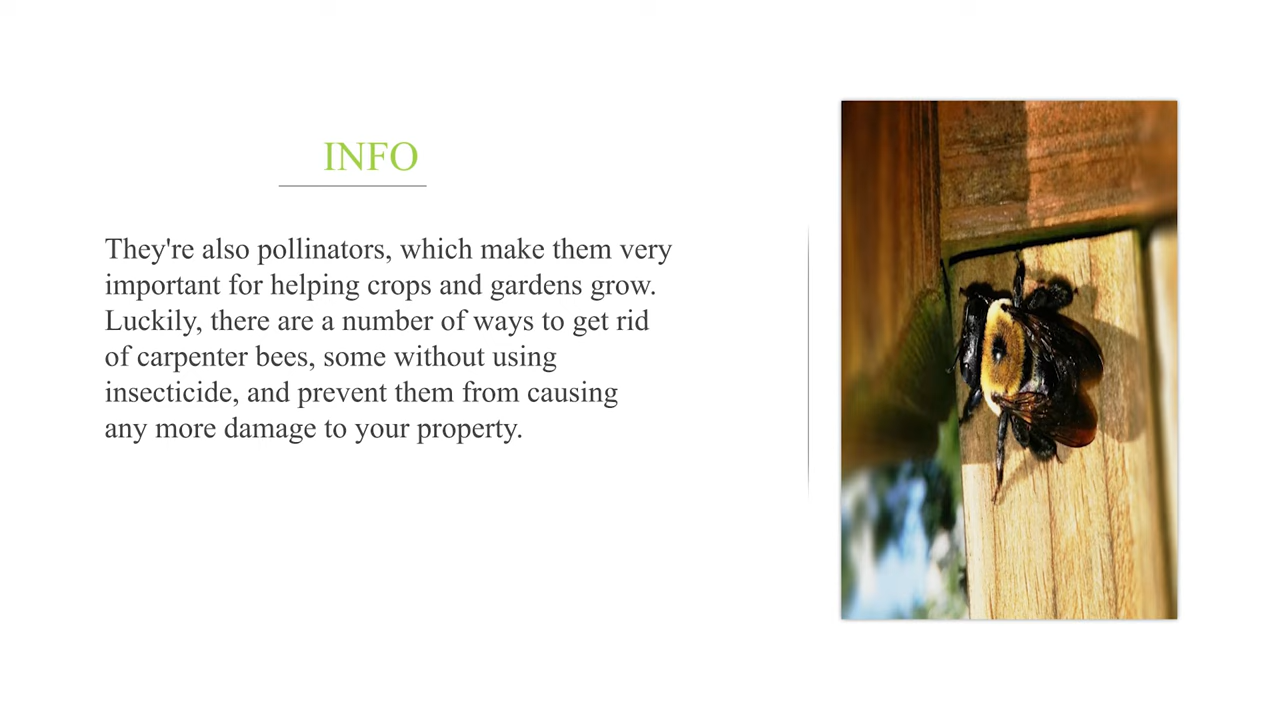 INFO
They're also pollinators, which make them very
important for helping crops and gardens grow.
Luckily, there are a number of ways to get rid
of carpenter bees, some without using
insecticide, and prevent them from causing
any more damage to your property.